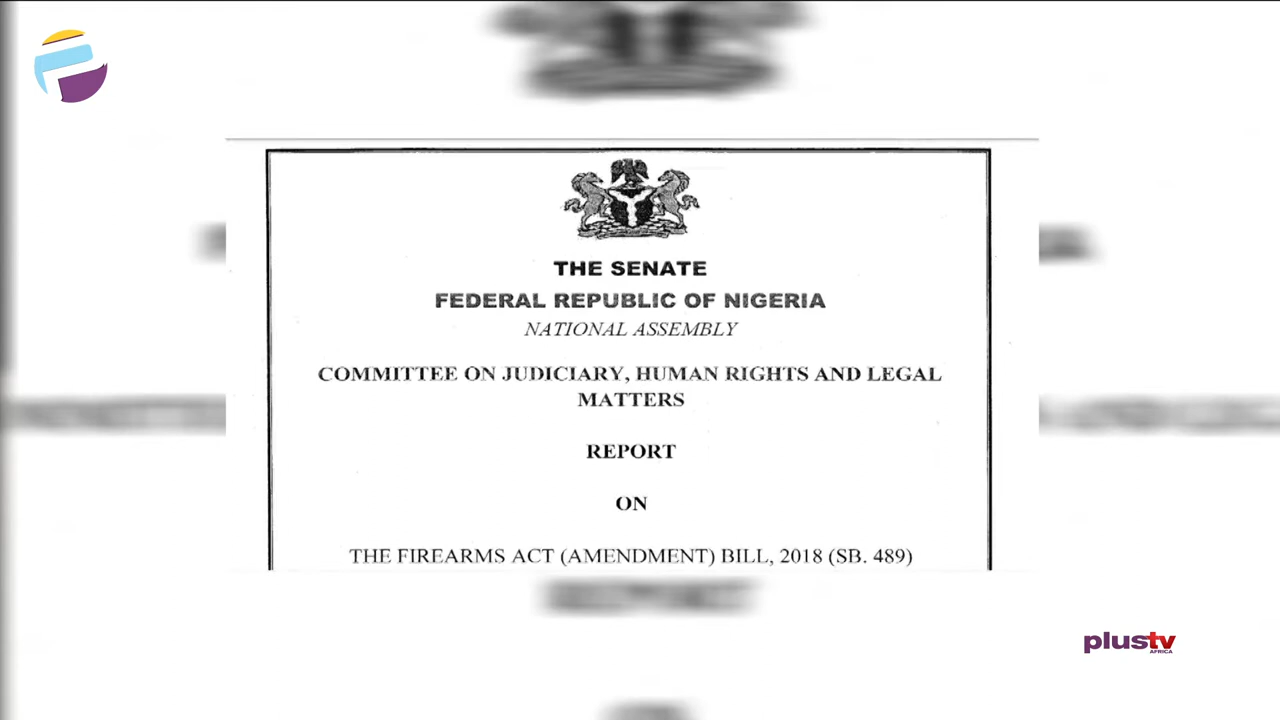 THE SENATE
FEDERAL REPUBLIC OF NIGERIA
NATIONAL ASSEMBLY
COMMITTEE ON JUDICIARY, HUMAN RIGHTS AND LEGAL
MATTERS
REPORT
ON
THE FIREARMS ACT (AMENDMENT) BILL, 2018 (SB. 489)
plustv
AFRICA